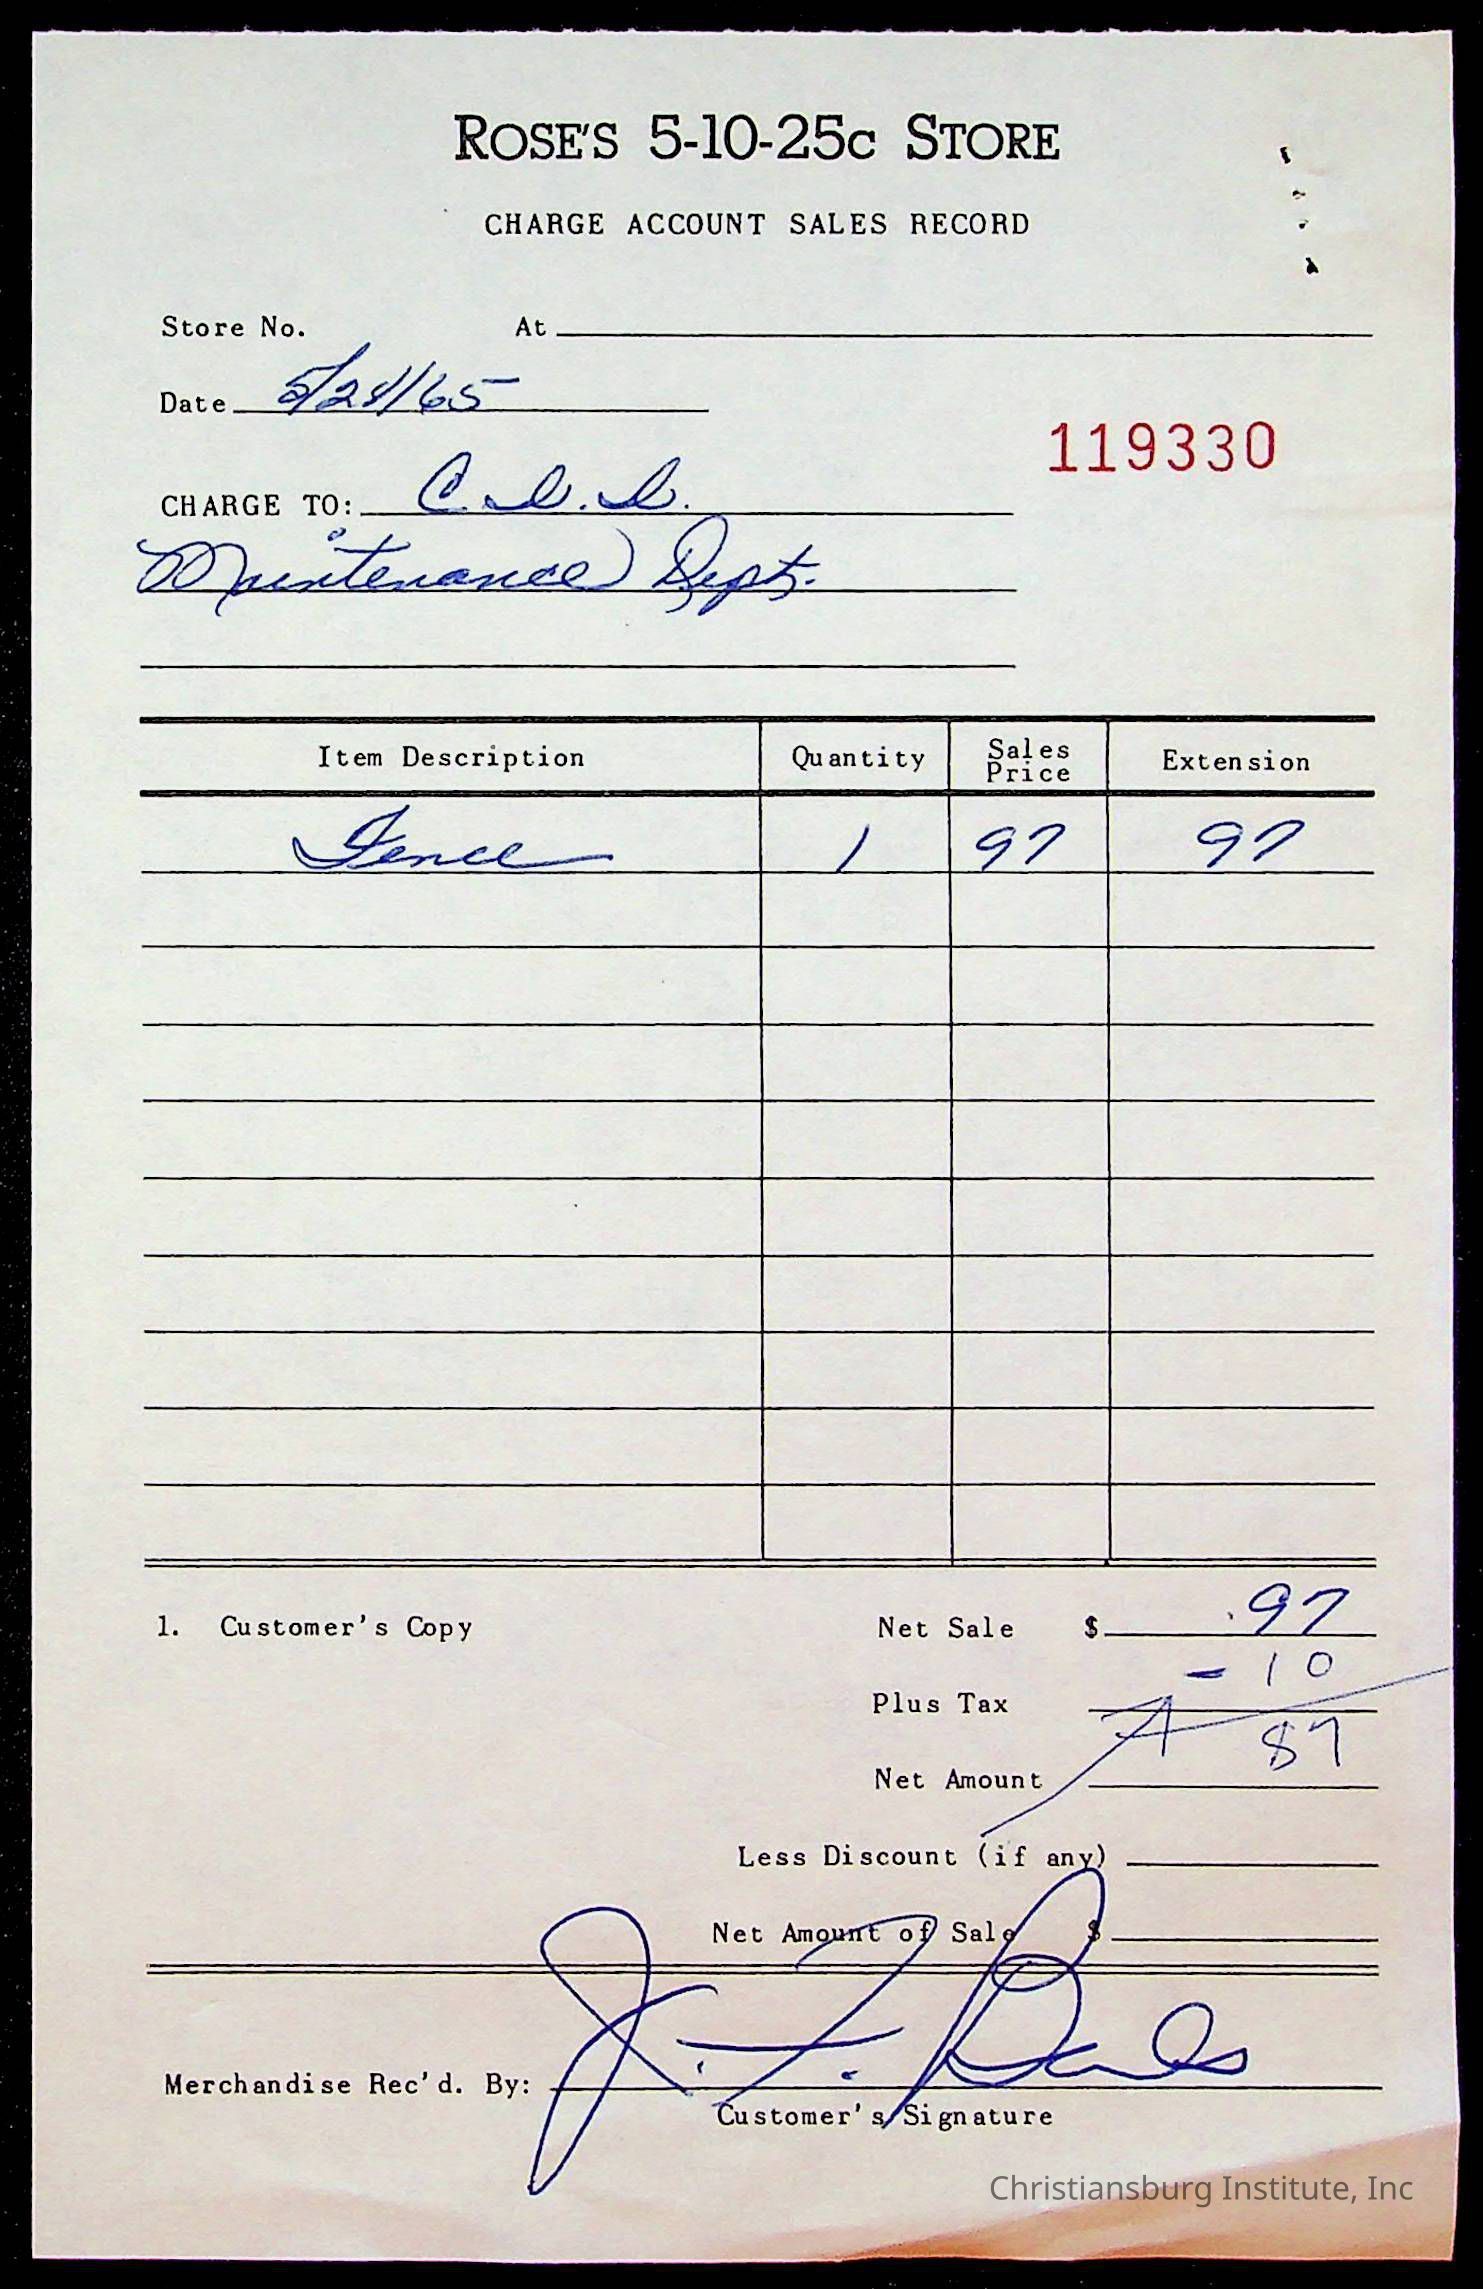 ROSE'S 5-10-25c STORE
CHARGE ACCOUNT SALES RECORD
Store No. At
Date 5/24/65
119330
CHARGE TO: C. I. I.
Maintenance Dept.
Item Description Quantity Sales Price Extension
Fence 1 97 97
1. Customer's Copy Net Sale $ .97
- 10
Plus Tax
87
Net Amount
Less Discount (if any)
Net Amount of Sale $
Merchandise Rec'd. By: J. F.
Customer's Signature
Christiansburg Institute, Inc